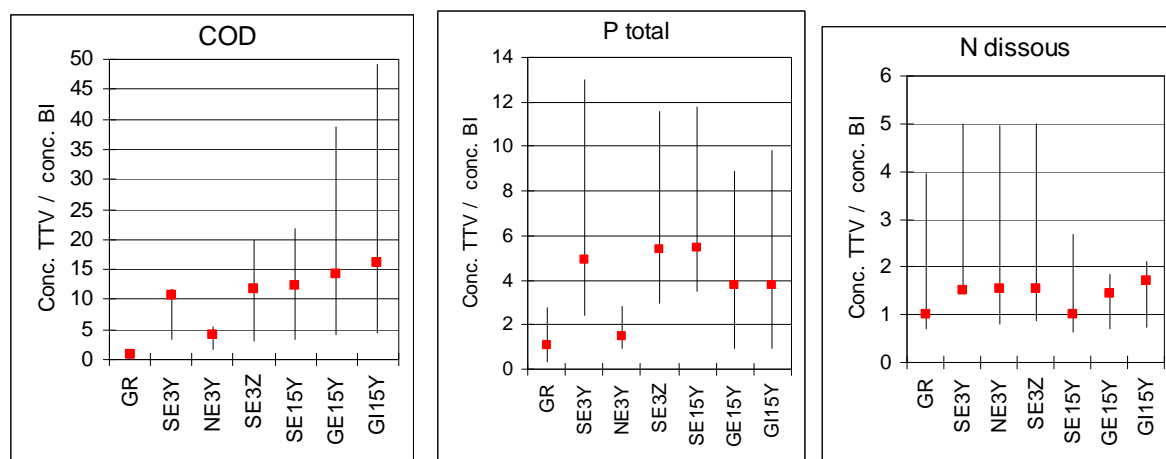 COD
Conc. TTV / conc. BI
50
45
40
35
30
25
20
15
10
5
0
GR
SE3Y
NE3Y
SE3Z
SE15Y
GE15Y
GI15Y
P total
Conc. TTV / conc. BI
14
12
10
8
6
4
2
0
GR
SE3Y
NE3Y
SE3Z
SE15Y
GE15Y
GI15Y
N dissous
Conc. TTV / conc. BI
6
5
4
3
2
1
0
GR
SE3Y
NE3Y
SE3Z
SE15Y
GE15Y
GI15Y